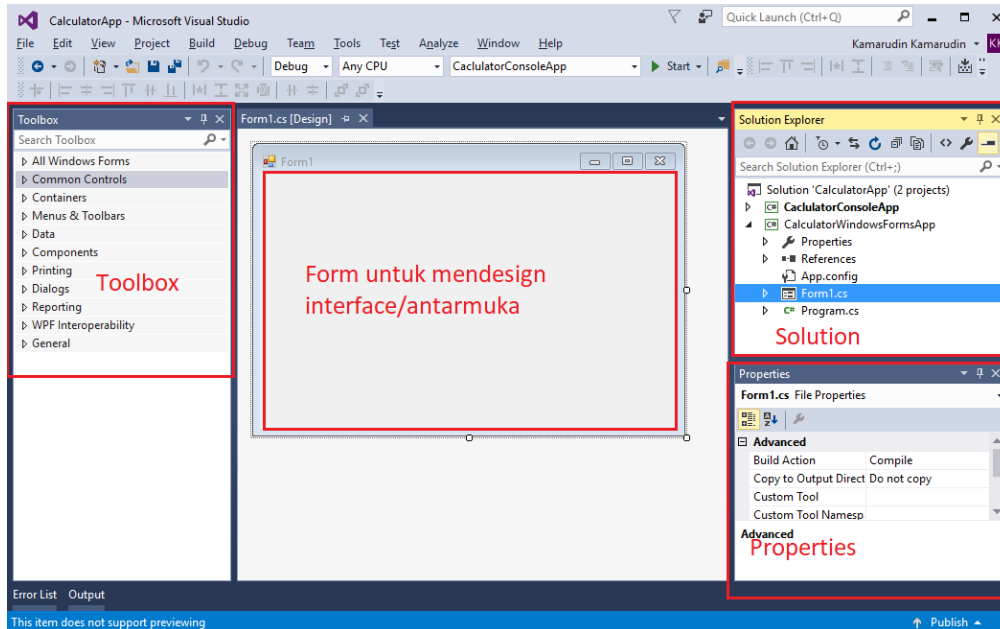 CalculatorApp - Microsoft Visual Studio
Quick Launch (Ctrl+Q)
File Edit View Project Build Debug Team Tools Test Analyze Window Help
Kamarudin Kamarudin
KK
Debug Any CPU CaclulatorConsoleApp Start
Toolbox
Search Toolbox
All Windows Forms
Common Controls
Containers
Menus & Toolbars
Data
Components
Printing
Dialogs
Reporting
WPF Interoperability
General
Toolbox
Form1.cs [Design]
Form1
Form untuk mendesign
interface/antarmuka
Solution Explorer
Search Solution Explorer (Ctrl+;)
Solution 'CalculatorApp' (2 projects)
C# CaclulatorConsoleApp
C# CalculatorWindowsFormsApp
Properties
References
App.config
Form1.cs
C# Program.cs
Solution
Properties
Form1.cs File Properties
Advanced
Build Action Compile
Copy to Output Direct Do not copy
Custom Tool
Custom Tool Namesp
Advanced
Properties
Error List Output
This item does not support previewing
Publish